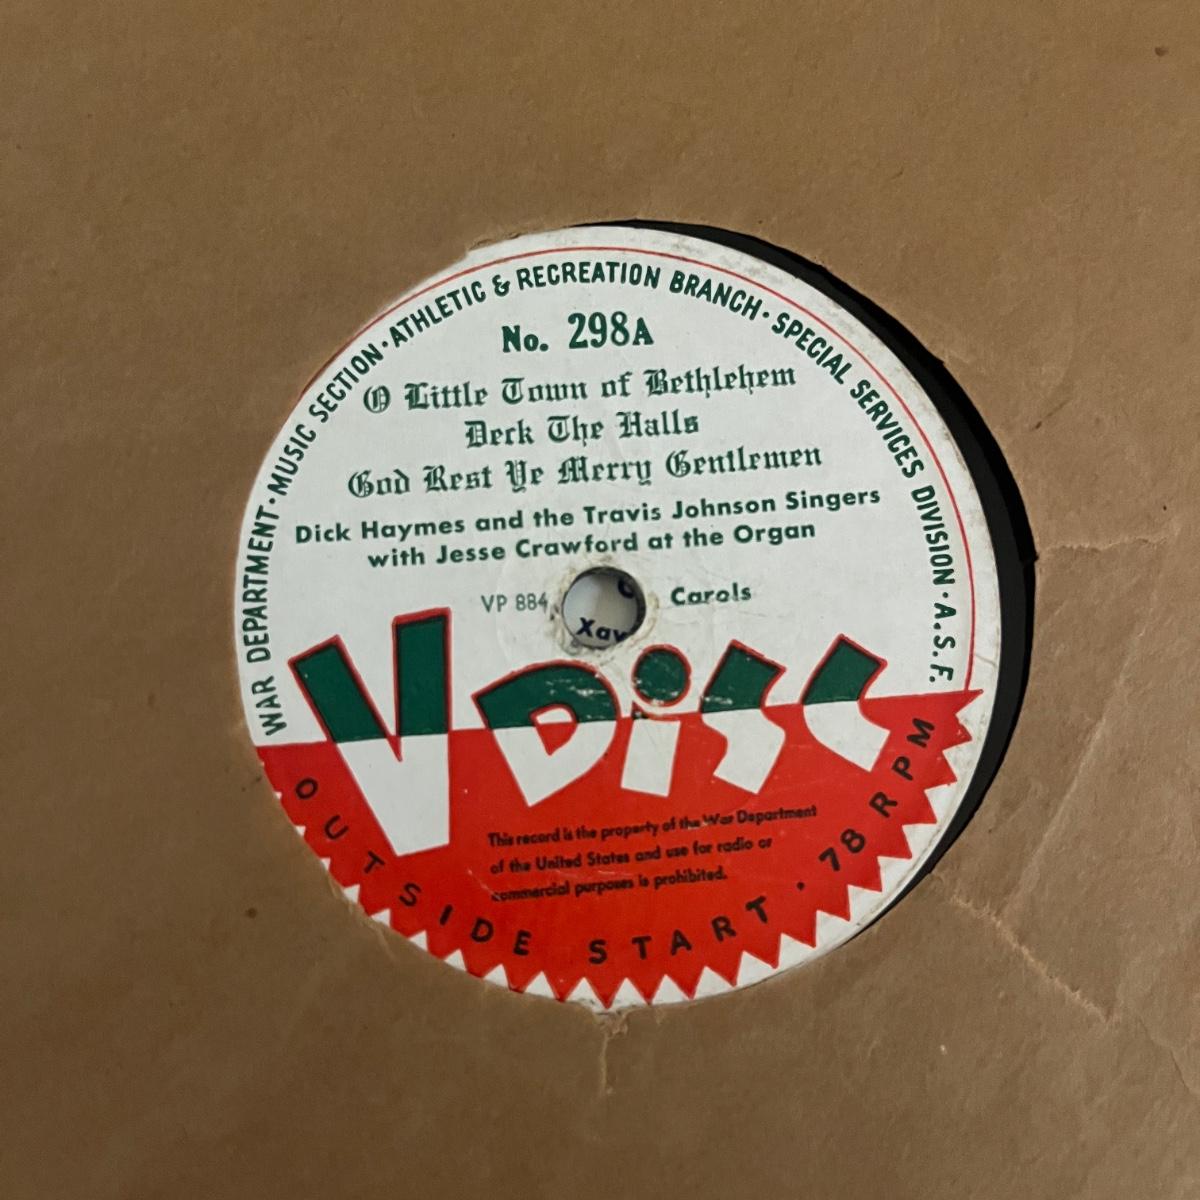 WAR DEPARTMENT · MUSIC SECTION · ATHLETIC & RECREATION BRANCH · SPECIAL SERVICES DIVISION · A.S.F.
No. 298A
O Little Town of Bethlehem
Deck The Halls
God Rest Ye Merry Gentlemen
Dick Haymes and the Travis Johnson Singers
with Jesse Crawford at the Organ
VP 884 Carols
Xav
V DiSC
This record is the property of the War Department
of the United States and use for radio or
commercial purposes is prohibited.
OUTSIDE START · 78 RPM